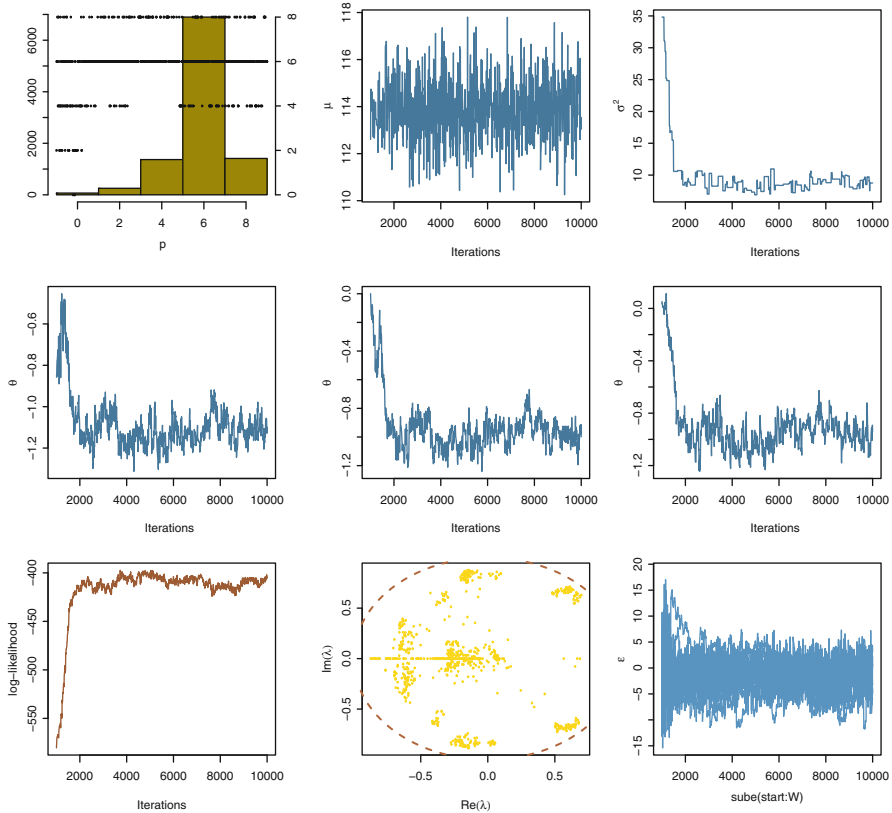 0 2000 4000 6000
0 2 4 6 8
0 2 4 6 8
p
μ
110 112 114 116 118
2000 4000 6000 8000 10000
Iterations
σ²
10 15 20 25 30 35
2000 4000 6000 8000 10000
Iterations
θ
−1.2 −1.0 −0.8 −0.6
2000 4000 6000 8000 10000
Iterations
θ
−1.2 −0.8 −0.4 0.0
2000 4000 6000 8000 10000
Iterations
θ
−1.2 −0.8 −0.4 0.0
2000 4000 6000 8000 10000
Iterations
log−likelihood
−550 −500 −450 −400
2000 4000 6000 8000 10000
Iterations
Im(λ)
−0.5 0.0 0.5
−0.5 0.0 0.5
Re(λ)
ε
−15 −5 0 5 10 15 20
2000 4000 6000 8000 10000
sube(start:W)